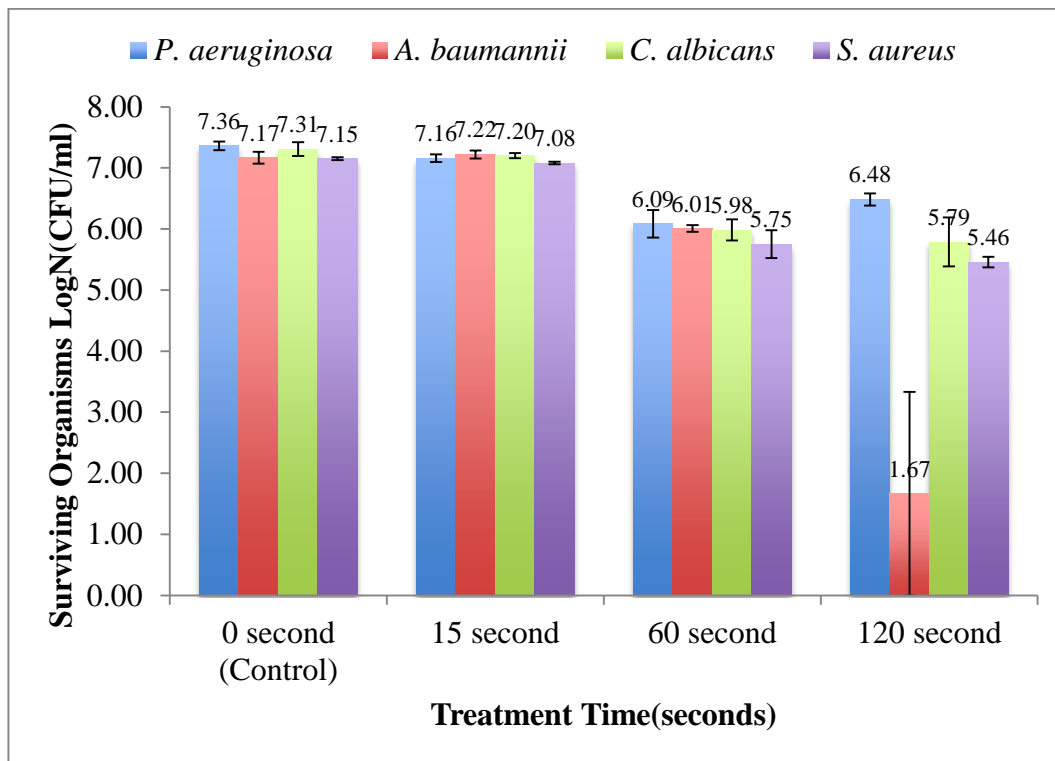 P. aeruginosa A. baumannii C. albicans S. aureus
Surviving Organisms LogN(CFU/ml)
8.00
7.00
6.00
5.00
4.00
3.00
2.00
1.00
0.00
7.36 7.17 7.31 7.15 7.16 7.22 7.20 7.08
6.09 6.01 5.98 5.75 6.48 1.67 5.79 5.46
0 second 15 second 60 second 120 second
(Control)
Treatment Time(seconds)